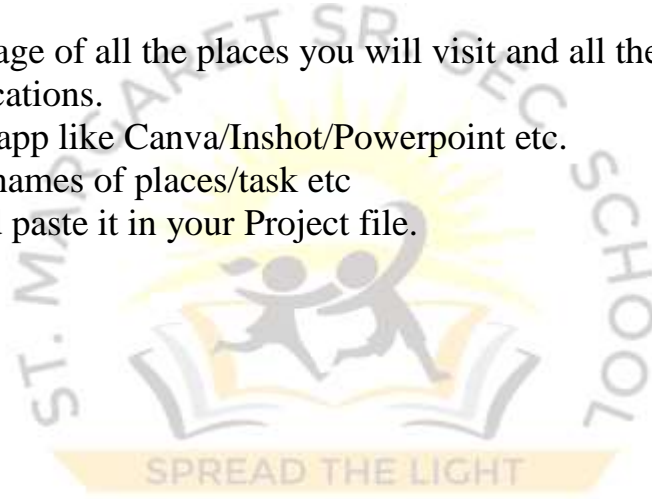 age of all the places you will visit and all the
cations.
app like Canva/Inshot/Powerpoint etc.
names of places/task etc
paste it in your Project file.
ST. MARGARET SR. SEC. SCHOOL
SPREAD THE LIGHT